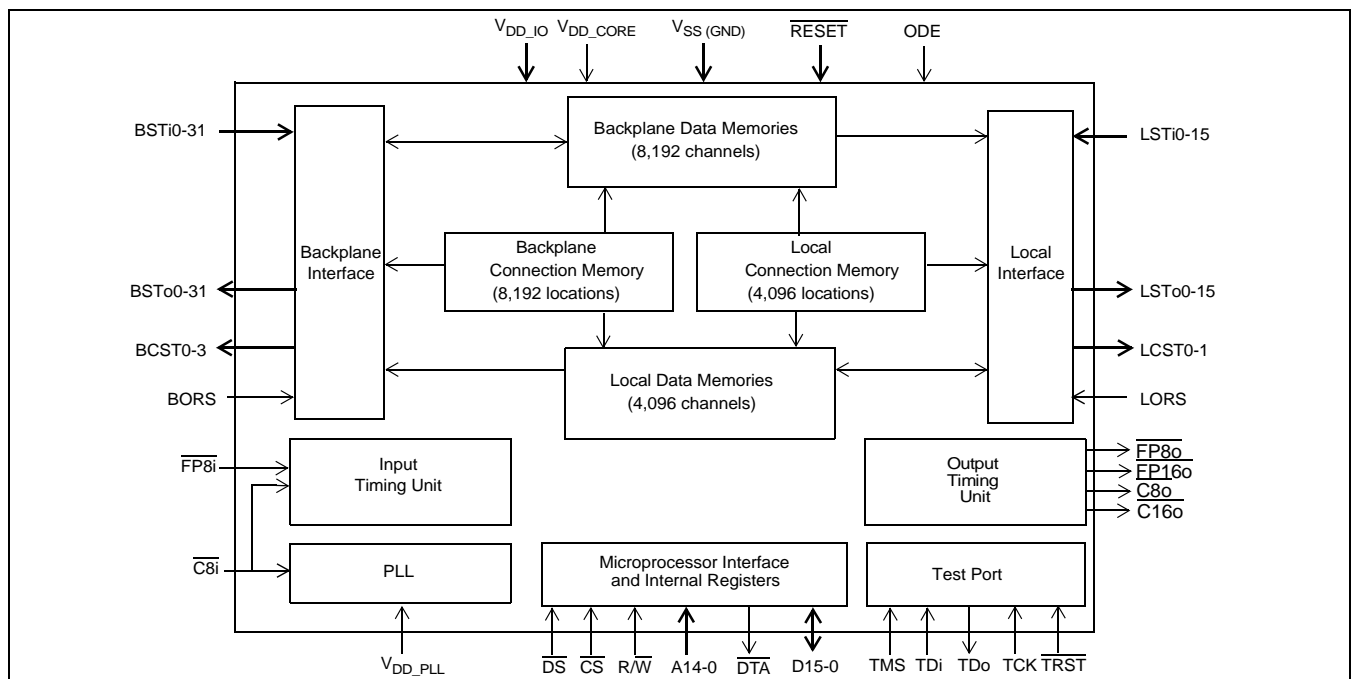 V_DD_IO V_DD_CORE V_SS (GND) RESET ODE
BSTi0-31
Backplane Data Memories
(8,192 channels)
LSTi0-15
Backplane
Interface
Backplane
Connection Memory
(8,192 locations)
Local
Connection Memory
(4,096 locations)
Local
Interface
BSTo0-31
LSTo0-15
BCST0-3
LCST0-1
Local Data Memories
(4,096 channels)
BORS
LORS
FP8i
Input
Timing Unit
Output
Timing
Unit
FP8o
FP16o
C8o
C16o
C8i
PLL
Microprocessor Interface
and Internal Registers
Test Port
V_DD_PLL
DS CS R/W A14-0 DTA D15-0
TMS TDi TDo TCK TRST